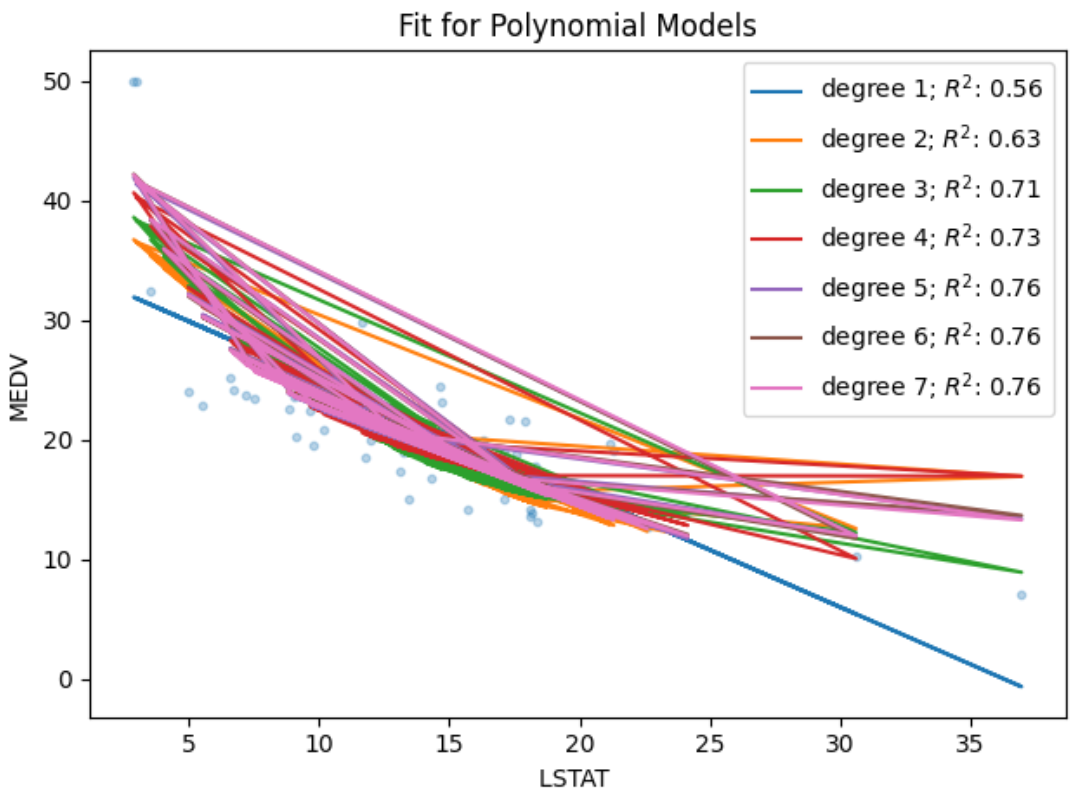 Fit for Polynomial Models
50
40
30
20
10
0
MEDV
degree 1; R²: 0.56
degree 2; R²: 0.63
degree 3; R²: 0.71
degree 4; R²: 0.73
degree 5; R²: 0.76
degree 6; R²: 0.76
degree 7; R²: 0.76
5 10 15 20 25 30 35
LSTAT